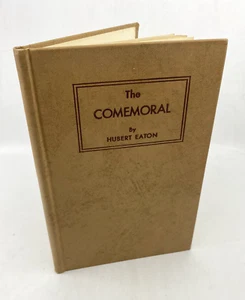 The
COMEMORAL
By
HUBERT EATON